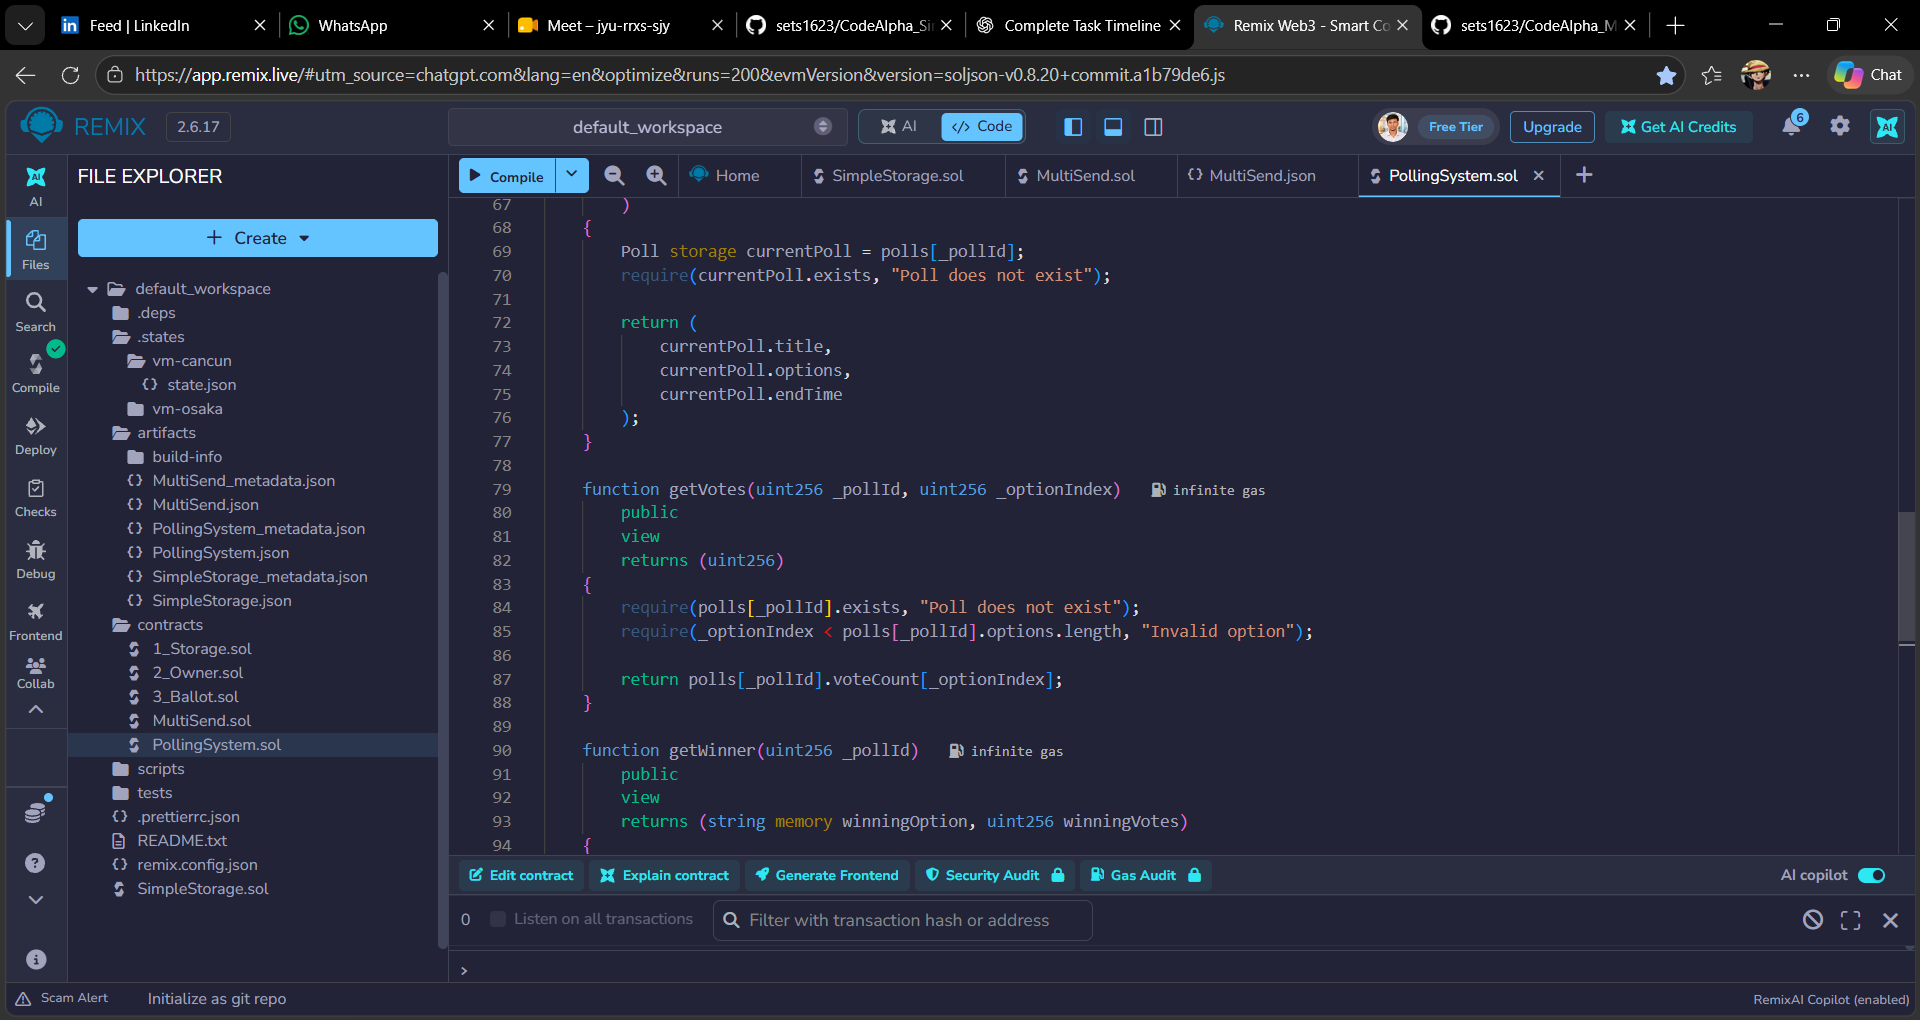 Feed | LinkedIn
WhatsApp
Meet – jyu-rrxs-sjy
sets1623/CodeAlpha_Si
Complete Task Timeline
Remix Web3 - Smart Co
sets1623/CodeAlpha_M
https://app.remix.live/#utm_source=chatgpt.com&lang=en&optimize&runs=200&evmVersion&version=soljson-v0.8.20+commit.a1b79de6.js
Chat
REMIX
2.6.17
default_workspace
AI
</> Code
Free Tier
Upgrade
Get AI Credits
6
AI
AI
AI
Files
Search
Compile
Deploy
Checks
Debug
Frontend
Collab
FILE EXPLORER
+ Create
default_workspace
.deps
.states
vm-cancun
{} state.json
vm-osaka
artifacts
build-info
{} MultiSend_metadata.json
{} MultiSend.json
{} PollingSystem_metadata.json
{} PollingSystem.json
{} SimpleStorage_metadata.json
{} SimpleStorage.json
contracts
1_Storage.sol
2_Owner.sol
3_Ballot.sol
MultiSend.sol
PollingSystem.sol
scripts
tests
{} .prettierrc.json
README.txt
{} remix.config.json
SimpleStorage.sol
Compile
Home
SimpleStorage.sol
MultiSend.sol
{} MultiSend.json
PollingSystem.sol
67 )
68 {
69 Poll storage currentPoll = polls[_pollId];
70 require(currentPoll.exists, "Poll does not exist");
71
72 return (
73 currentPoll.title,
74 currentPoll.options,
75 currentPoll.endTime
76 );
77 }
78
79 function getVotes(uint256 _pollId, uint256 _optionIndex) infinite gas
80 public
81 view
82 returns (uint256)
83 {
84 require(polls[_pollId].exists, "Poll does not exist");
85 require(_optionIndex < polls[_pollId].options.length, "Invalid option");
86
87 return polls[_pollId].voteCount[_optionIndex];
88 }
89
90 function getWinner(uint256 _pollId) infinite gas
91 public
92 view
93 returns (string memory winningOption, uint256 winningVotes)
94 {
Edit contract
Explain contract
Generate Frontend
Security Audit
Gas Audit
AI copilot
0
Listen on all transactions
Filter with transaction hash or address
>
Scam Alert
Initialize as git repo
RemixAI Copilot (enabled)